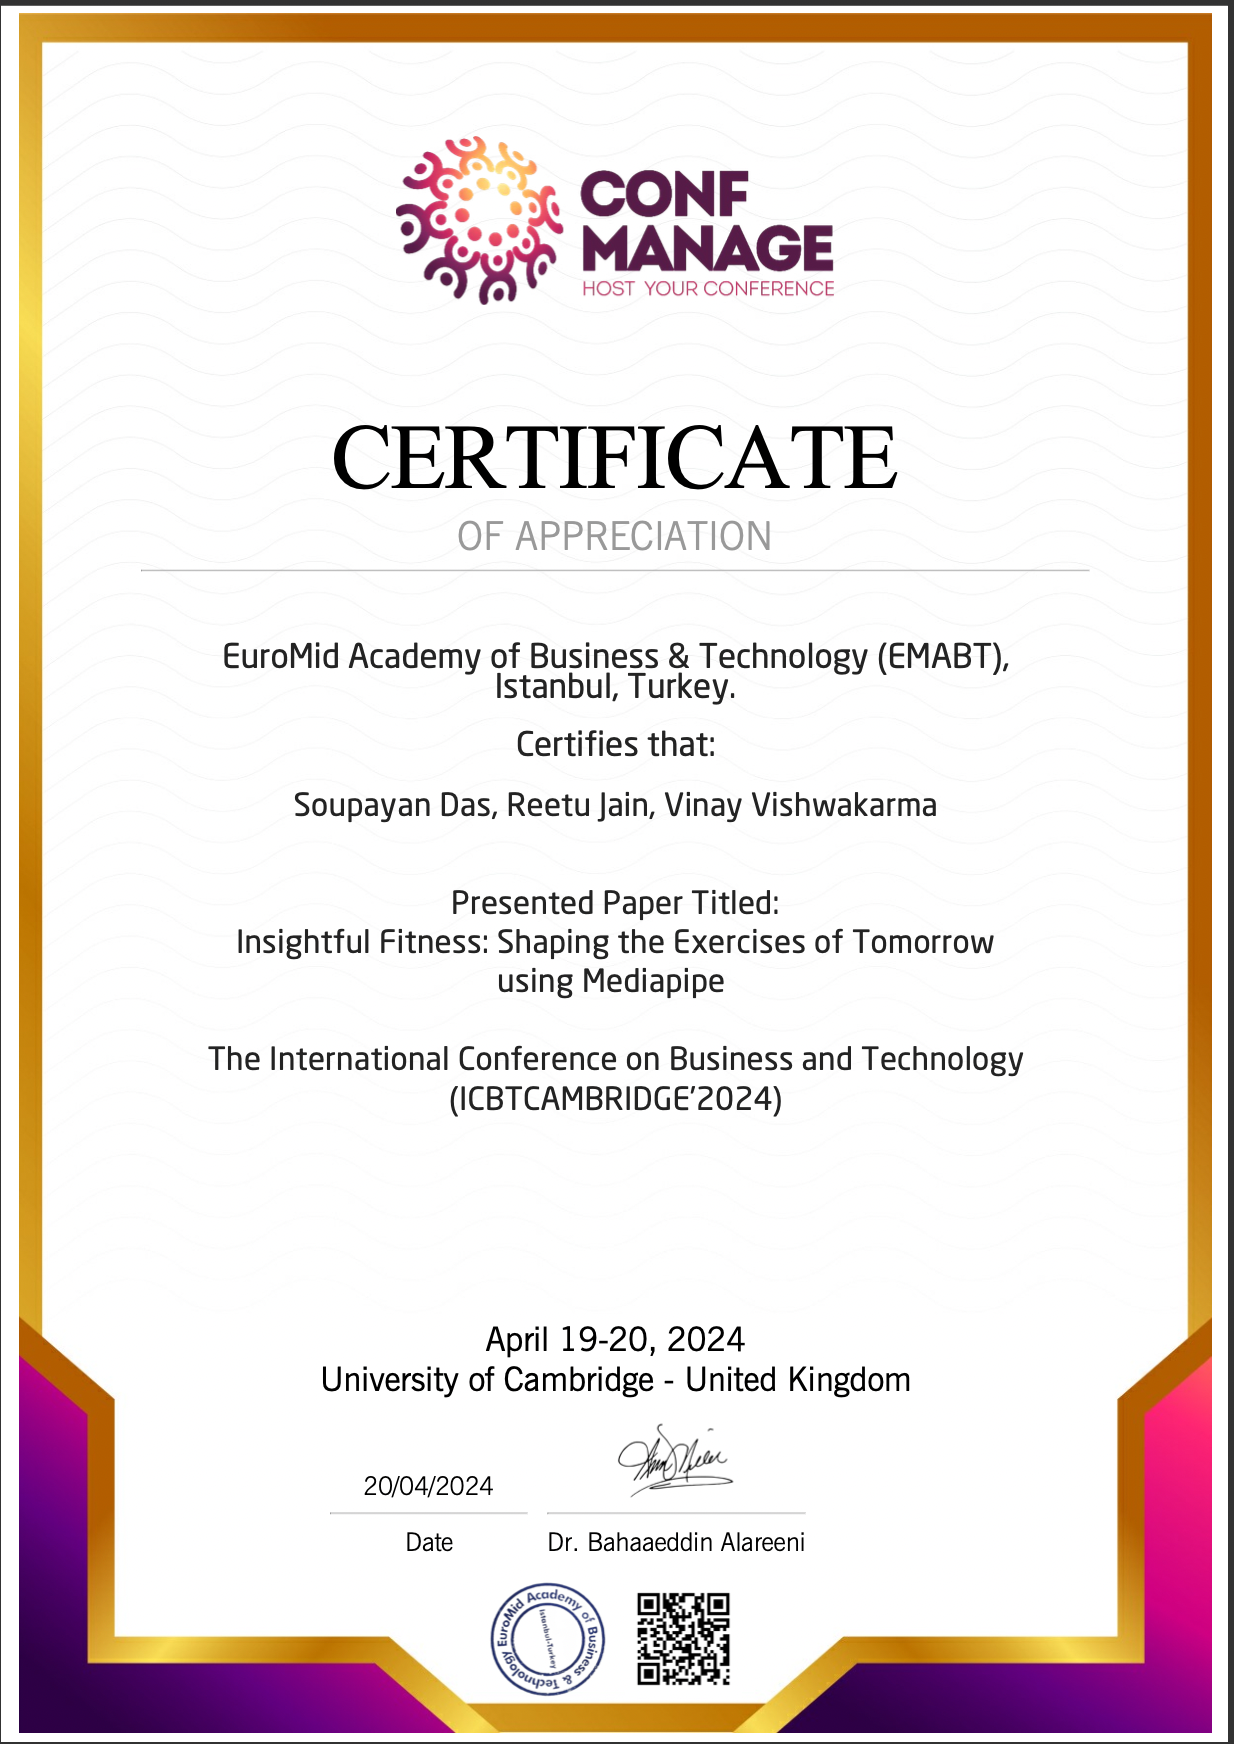 CONF
MANAGE
HOST YOUR CONFERENCE
CERTIFICATE
OF APPRECIATION
EuroMid Academy of Business & Technology (EMABT),
Istanbul, Turkey.
Certifies that:
Soupayan Das, Reetu Jain, Vinay Vishwakarma
Presented Paper Titled:
Insightful Fitness: Shaping the Exercises of Tomorrow
using Mediapipe
The International Conference on Business and Technology
(ICBTCAMBRIDGE'2024)
April 19-20, 2024
University of Cambridge - United Kingdom
20/04/2024
Date
Dr. Bahaaeddin Alareeni
EuroMid Academy of Business & Technology
Istanbul-Turkey